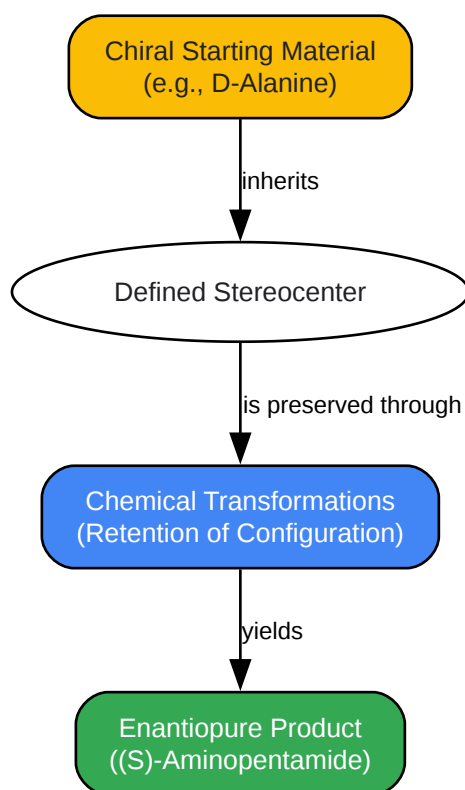 Chiral Starting Material
(e.g., D-Alanine)
inherits
Defined Stereocenter
is preserved through
Chemical Transformations
(Retention of Configuration)
yields
Enantiopure Product
((S)-Aminopentamide)